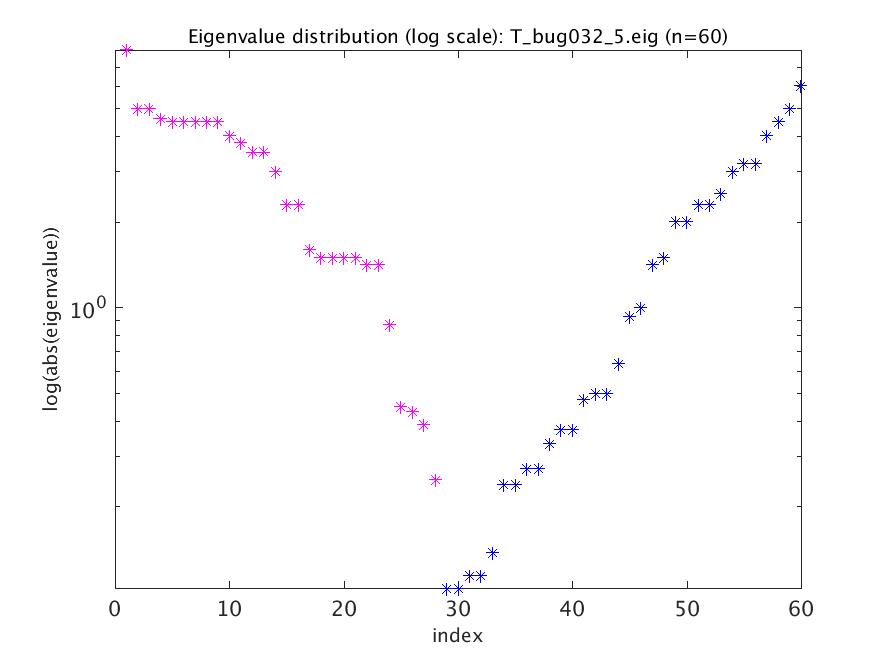 Eigenvalue distribution (log scale): T_bug032_5.eig (n=60)
log(abs(eigenvalue))
10^0
0 10 20 30 40 50 60
index